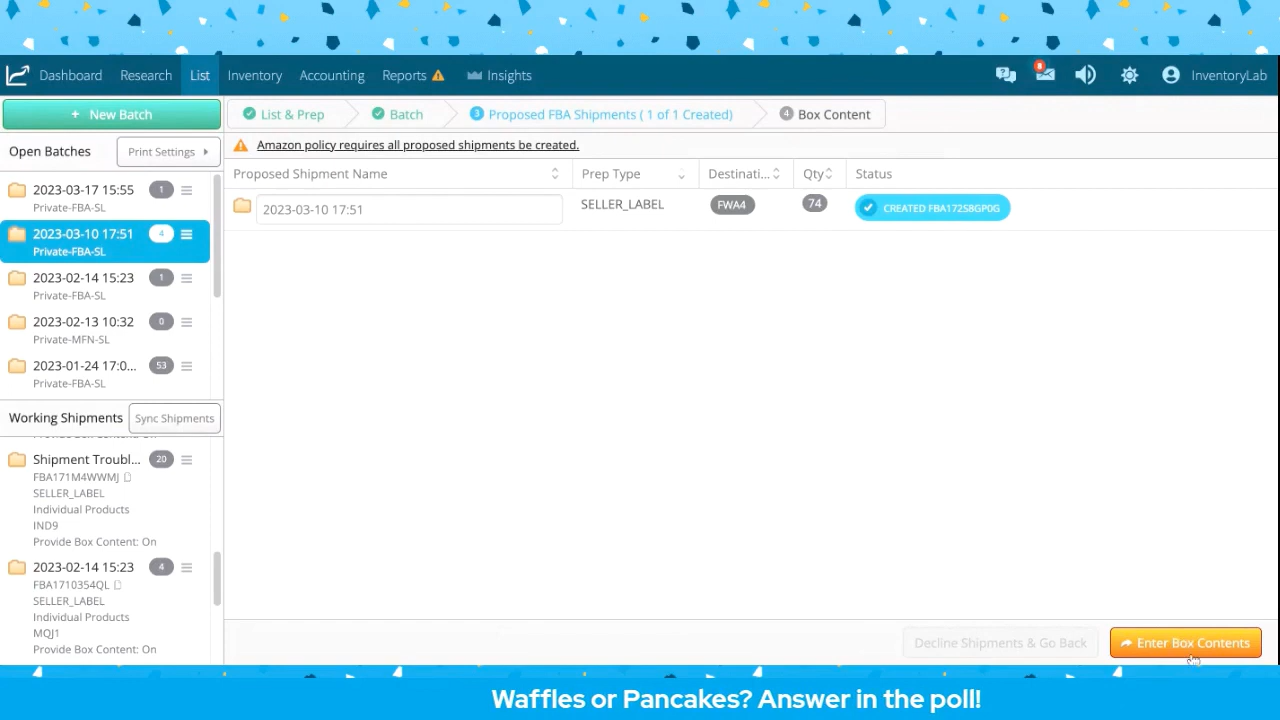 Dashboard Research List Inventory Accounting Reports Insights 8 InventoryLab
+ New Batch
List & Prep Batch 3 Proposed FBA Shipments ( 1 of 1 Created) 4 Box Content
Open Batches Print Settings
Amazon policy requires all proposed shipments be created.
Proposed Shipment Name Prep Type Destinati... Qty Status
2023-03-17 15:55 1
Private-FBA-SL
2023-03-10 17:51 SELLER_LABEL FWA4 74 CREATED FBA172S8GP0G
2023-03-10 17:51 4
Private-FBA-SL
2023-02-14 15:23 1
Private-FBA-SL
2023-02-13 10:32 0
Private-MFN-SL
2023-01-24 17:0... 53
Private-FBA-SL
Working Shipments Sync Shipments
Shipment Troubl... 20
FBA171M4WWMJ
SELLER_LABEL
Individual Products
IND9
Provide Box Content: On
2023-02-14 15:23 4
FBA1710354QL
SELLER_LABEL
Individual Products
MQJ1
Provide Box Content: On
Decline Shipments & Go Back Enter Box Contents
Waffles or Pancakes? Answer in the poll!